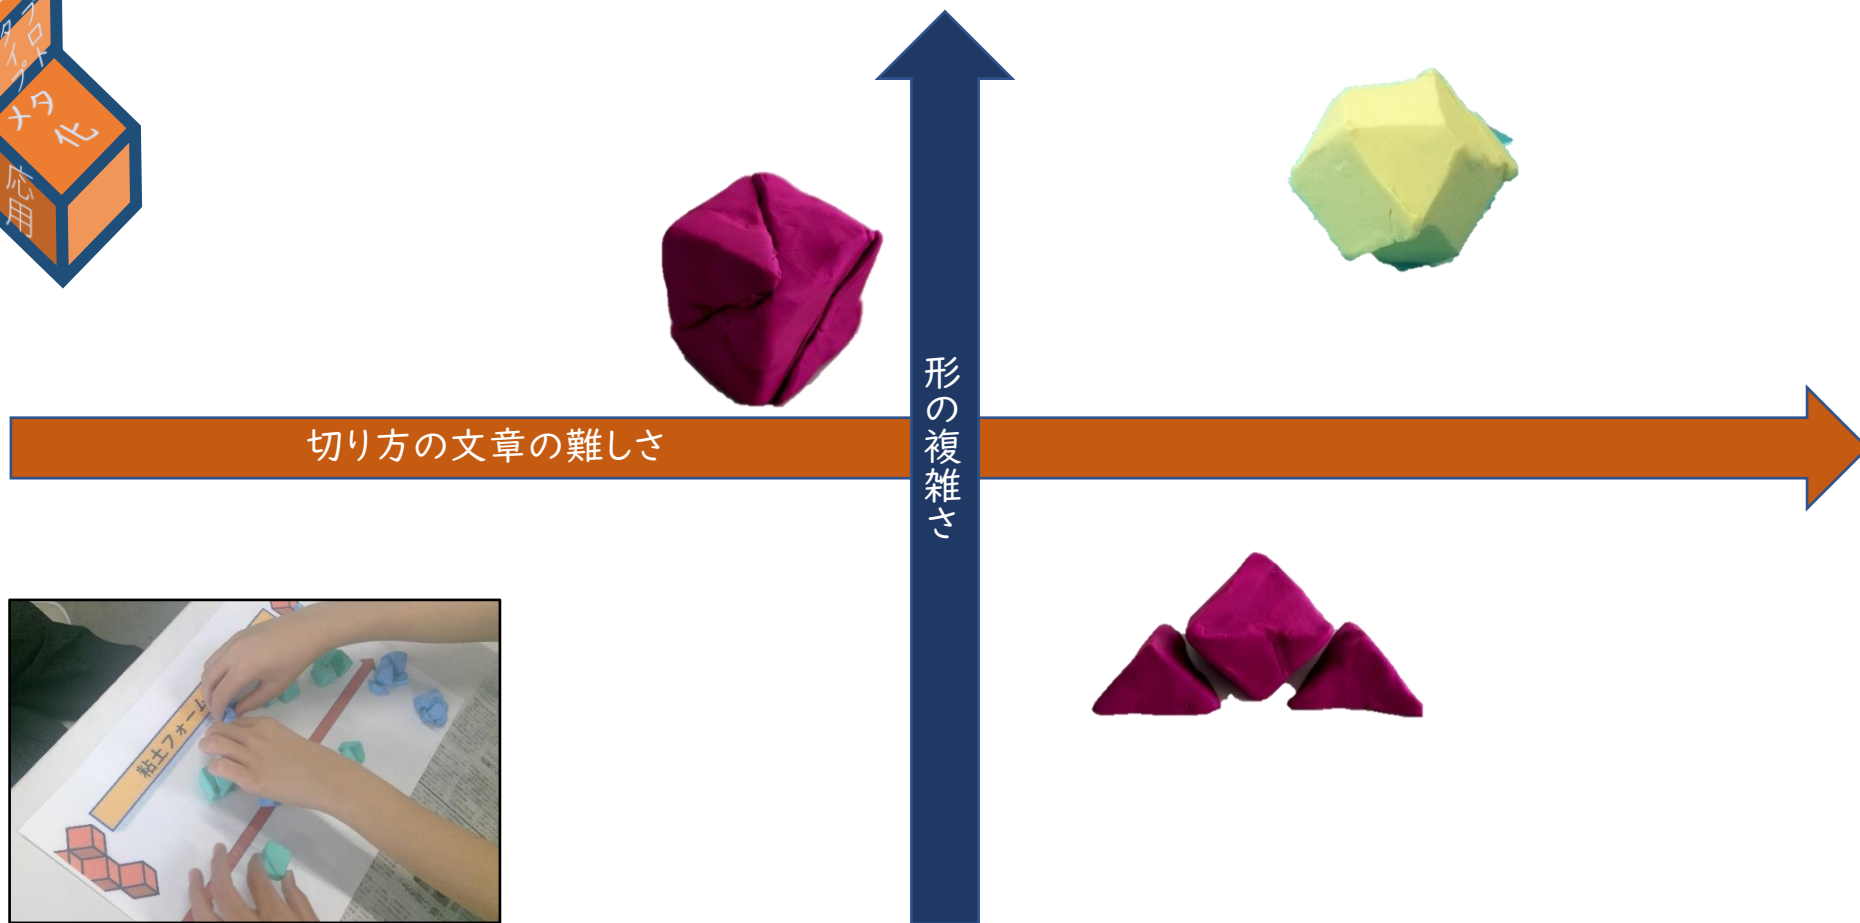 プロト
タイプ
メタ
化
応用
形の複雑さ
切り方の文章の難しさ
粘土フォーム